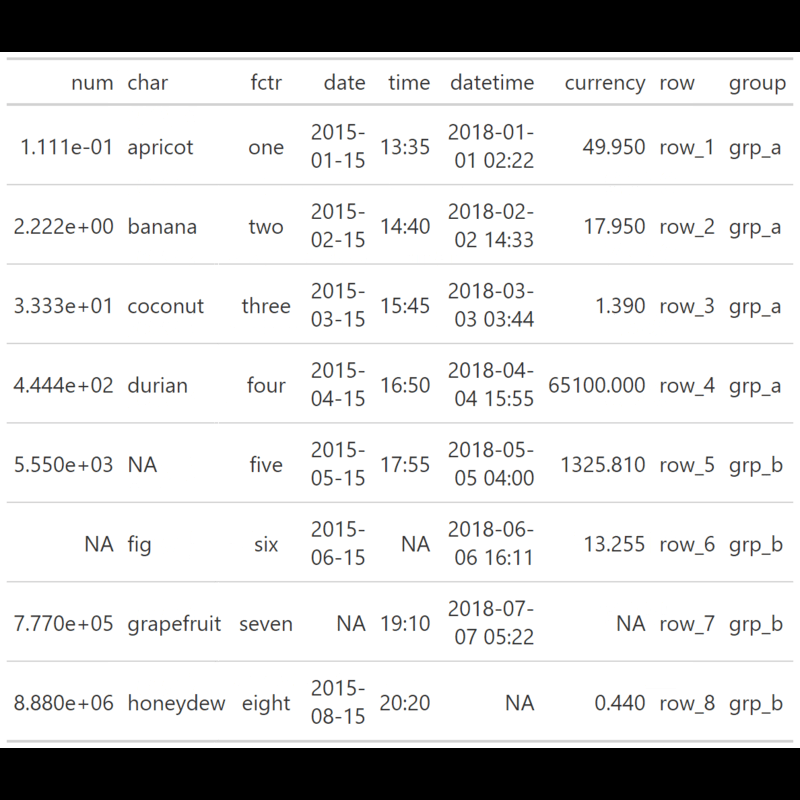 num char fctr date time datetime currency row group
1.111e-01 apricot one 2015-01-15 13:35 2018-01-01 02:22 49.950 row_1 grp_a
2.222e+00 banana two 2015-02-15 14:40 2018-02-02 14:33 17.950 row_2 grp_a
3.333e+01 coconut three 2015-03-15 15:45 2018-03-03 03:44 1.390 row_3 grp_a
4.444e+02 durian four 2015-04-15 16:50 2018-04-04 15:55 65100.000 row_4 grp_a
5.550e+03 NA five 2015-05-15 17:55 2018-05-05 04:00 1325.810 row_5 grp_b
NA fig six 2015-06-15 NA 2018-06-06 16:11 13.255 row_6 grp_b
7.770e+05 grapefruit seven NA 19:10 2018-07-07 05:22 NA row_7 grp_b
8.880e+06 honeydew eight 2015-08-15 20:20 NA 0.440 row_8 grp_b